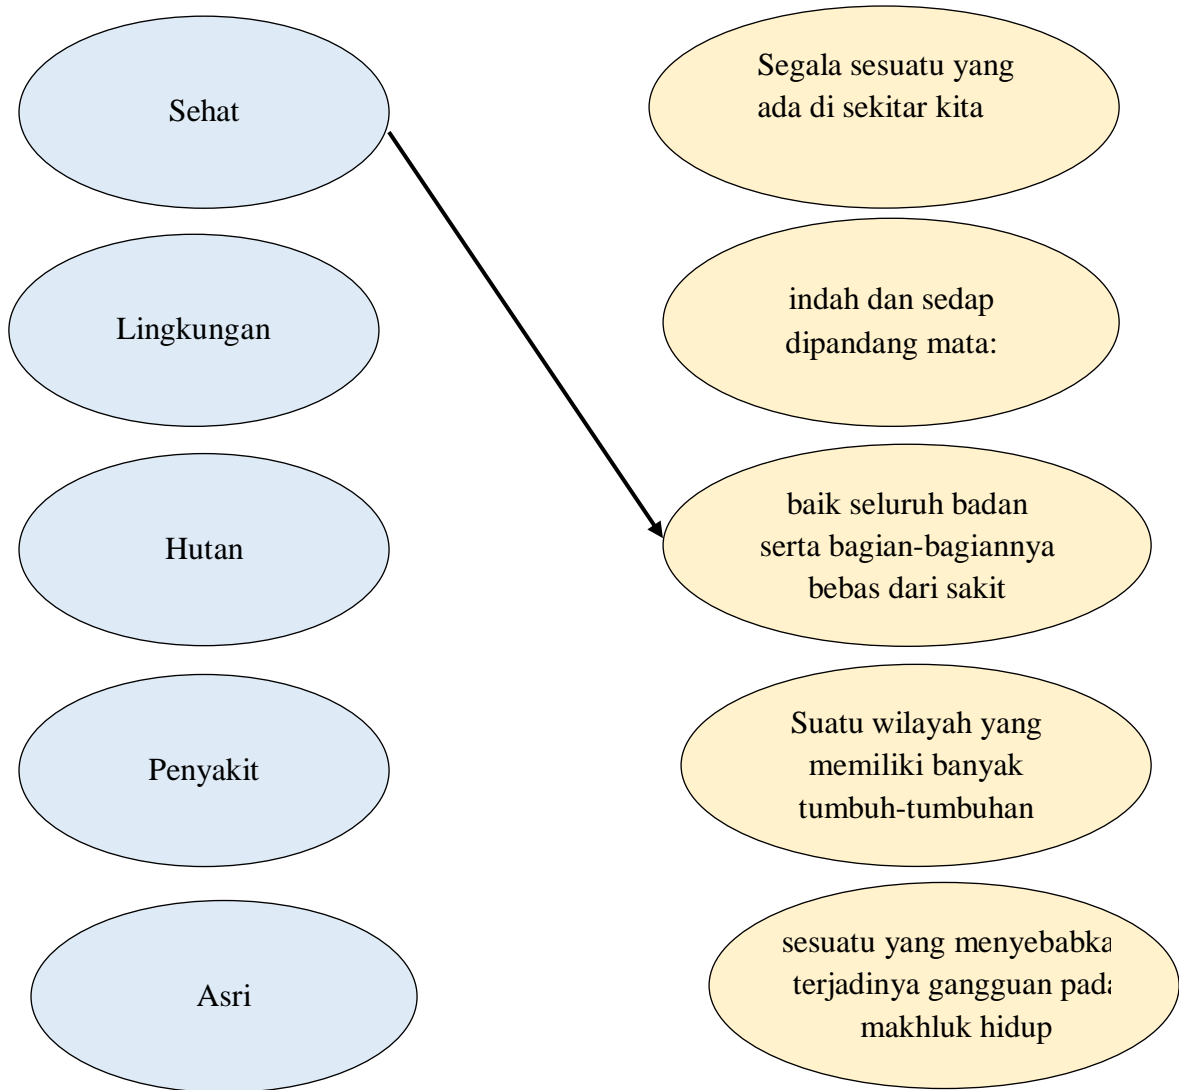 Sehat
Segala sesuatu yang
ada di sekitar kita
Lingkungan
indah dan sedap
dipandang mata:
Hutan
baik seluruh badan
serta bagian-bagiannya
bebas dari sakit
Penyakit
Suatu wilayah yang
memiliki banyak
tumbuh-tumbuhan
Asri
sesuatu yang menyebabka
terjadinya gangguan pada
makhluk hidup